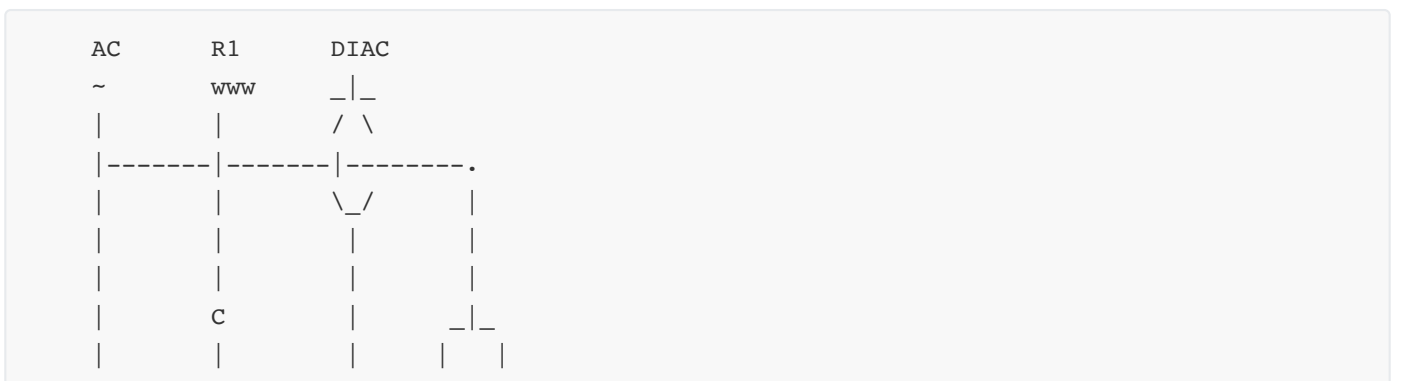 AC      R1      DIAC
~       www     _|_
|       |       / \
|-------|-------|--------.
|       |       \_/      |
|       |        |       |
|       |        |       |
|       C        |      _|_
|       |        |     |   |